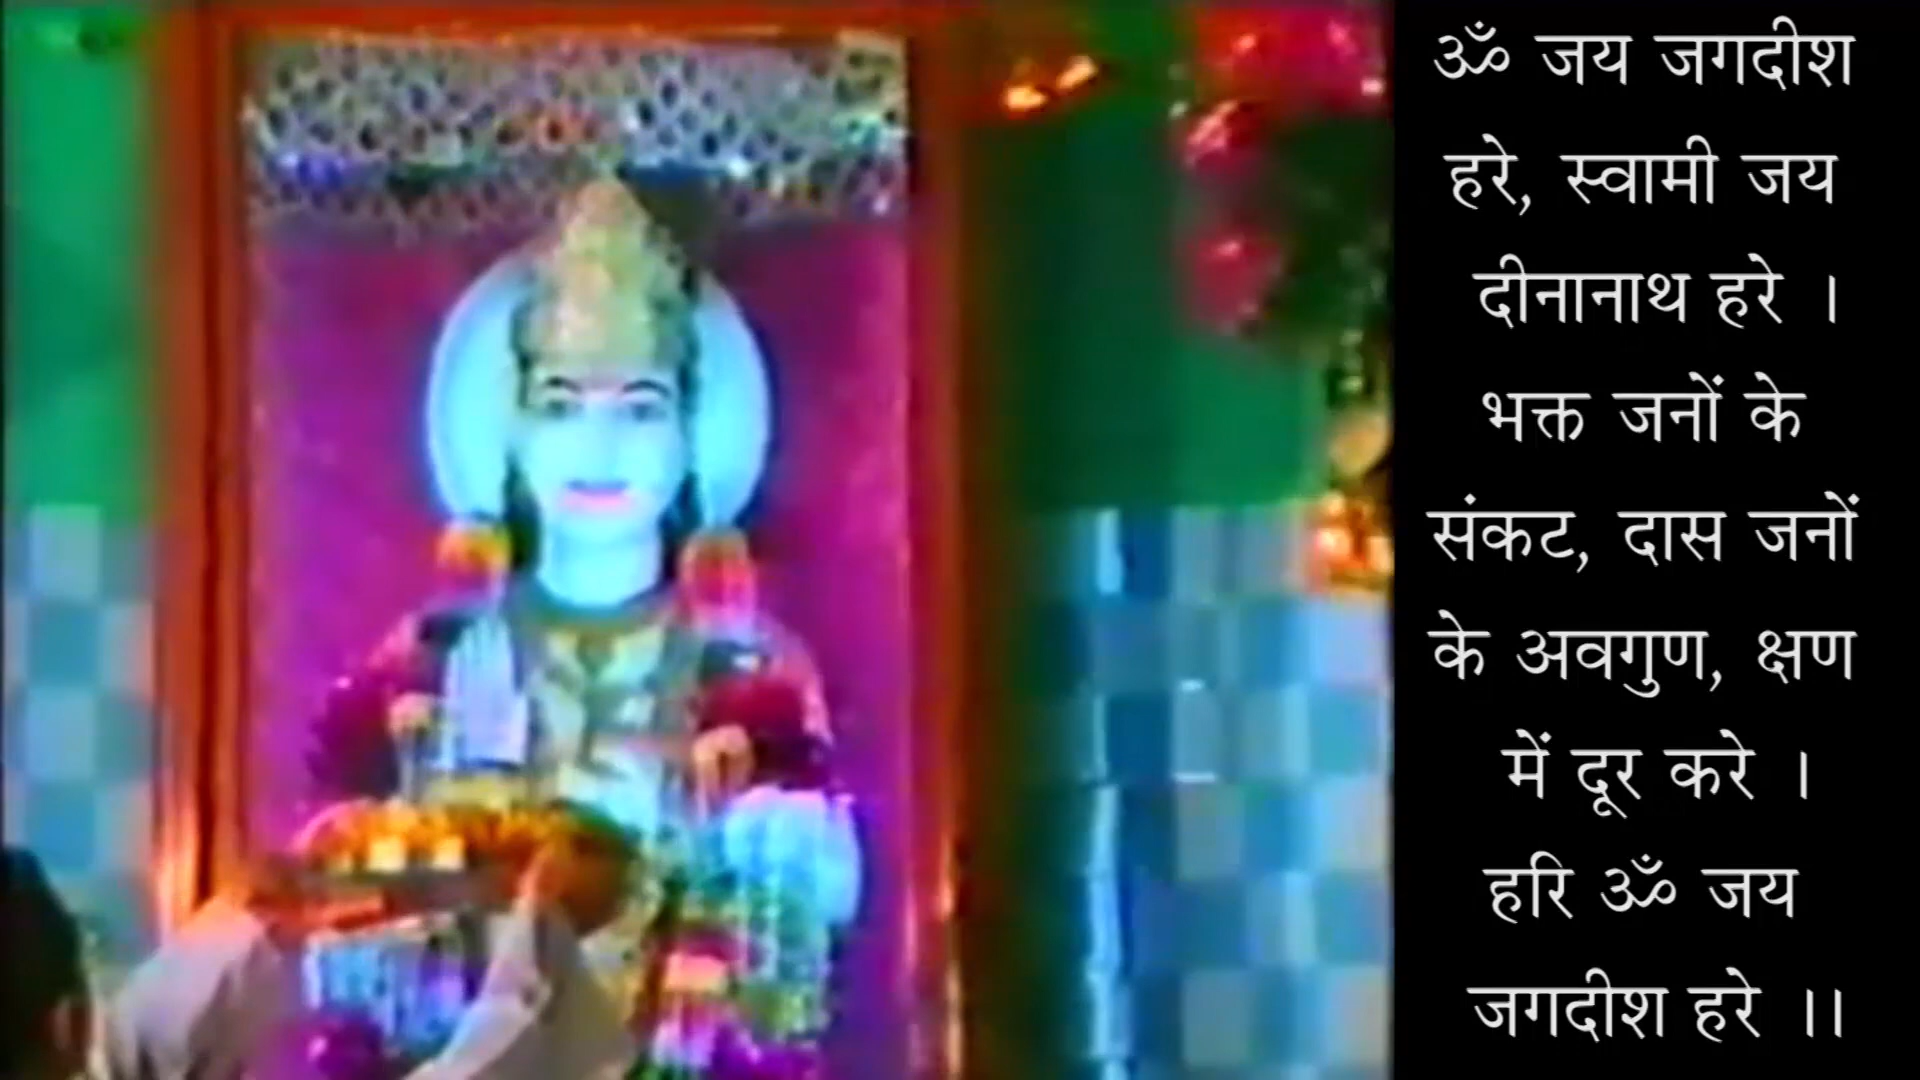 ॐ जय जगदीश
हरे, स्वामी जय
दीनानाथ हरे ।
भक्त जनों के
संकट, दास जनों
के अवगुण, क्षण
में दूर करे ।
हरि ॐ जय
जगदीश हरे ।।